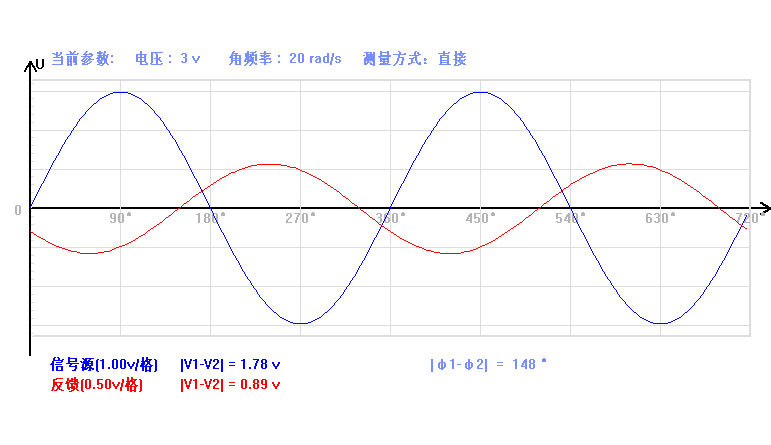 当前参数: 电压: 3 v 角频率: 20 rad/s 测量方式: 直接
U
0
90° 180° 270° 360° 450° 540° 630° 720°
信号源(1.00v/格) |V1-V2| = 1.78 v |ф1-ф2| = 148 °
反馈(0.50v/格) |V1-V2| = 0.89 v